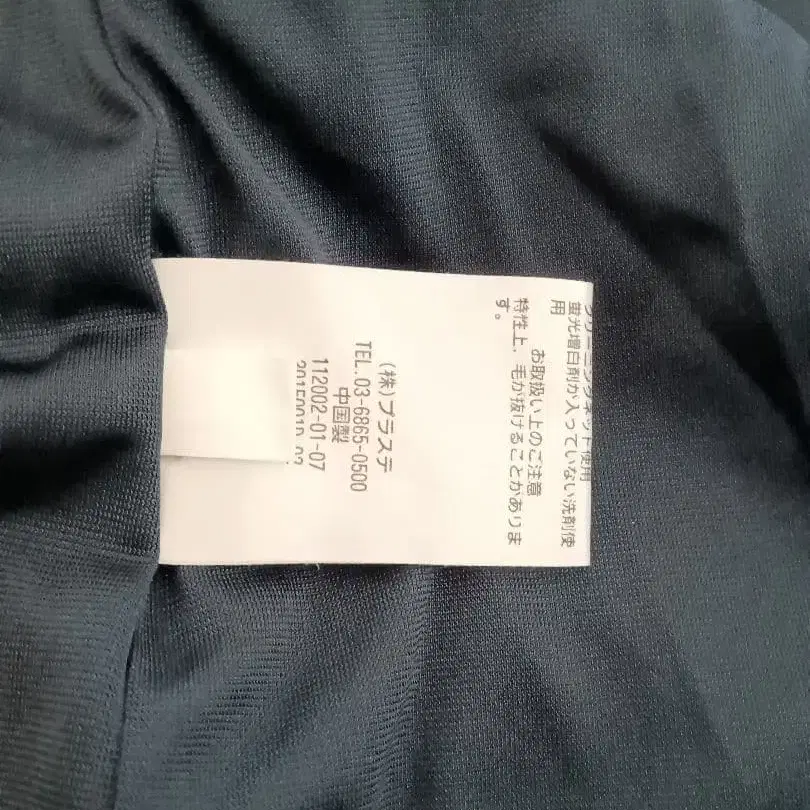 クリーニングネット使用
蛍光増白剤が入っていない洗剤使
用
お取扱い上のご注意
特性上、毛が抜けることがありま
す。
(株)プラステ
TEL.03-6865-0500
中国製
112002-01-07